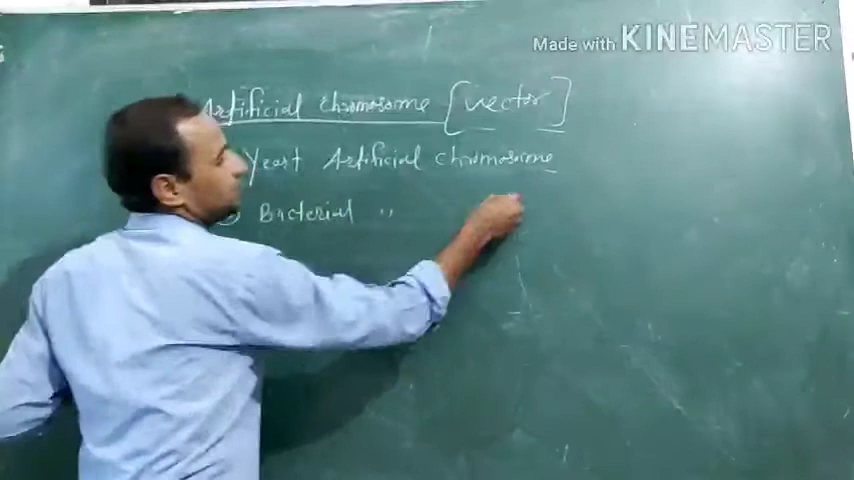 Made with KINEMASTER
Artificial chromosome [vector]
Yeast Artificial chromosome
Bacterial "